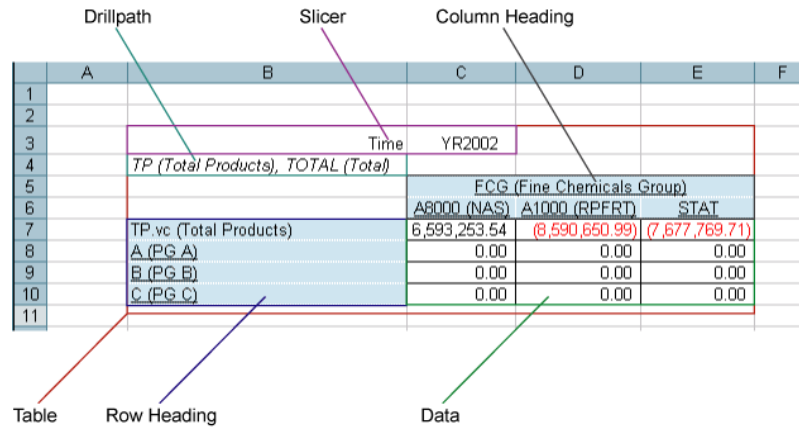 Drillpath Slicer Column Heading
A B C D E F
1
2
3 Time YR2002
4 TP (Total Products), TOTAL (Total)
5 FCG (Fine Chemicals Group)
6 A8000 (NAS) A1000 (RPFRT) STAT
7 TP.vc (Total Products) 6,593,253.54 (8,590,650.99) (7,677,769.71)
8 A (PG A) 0.00 0.00 0.00
9 B (PG B) 0.00 0.00 0.00
10 C (PG C) 0.00 0.00 0.00
11
Table Row Heading Data